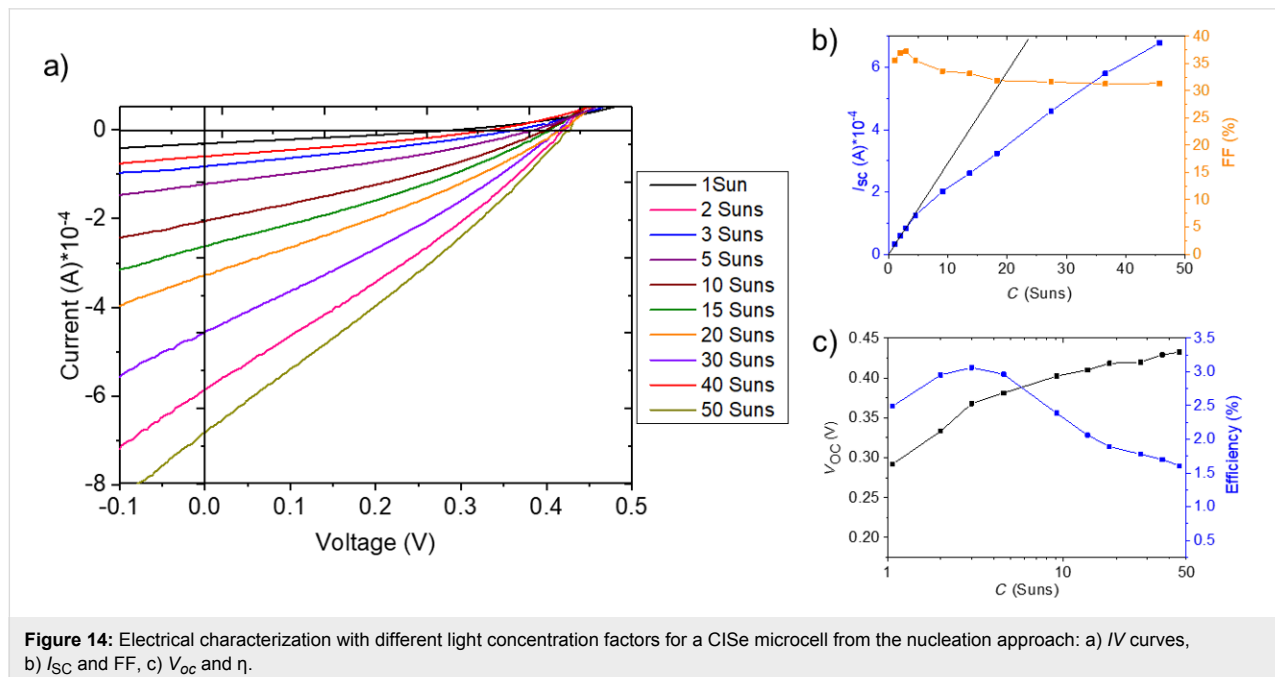 a)
Current (A)*10-4
0
-2
-4
-6
-8
-0.1 0.0 0.1 0.2 0.3 0.4 0.5
Voltage (V)
1Sun
2 Suns
3 Suns
5 Suns
10 Suns
15 Suns
20 Suns
30 Suns
40 Suns
50 Suns
b)
ISC (A)*10-4
6
4
2
0
0 10 20 30 40 50
C (Suns)
40
35
30
25
20
15
10
5
0
FF (%)
c)
VOC (V)
0.45
0.40
0.35
0.30
0.25
0.20
1 10 50
C (Suns)
3.5
3.0
2.5
2.0
1.5
1.0
0.5
Efficiency (%)
Figure 14: Electrical characterization with different light concentration factors for a CISe microcell from the nucleation approach: a) IV curves,
b) ISC and FF, c) Voc and η.